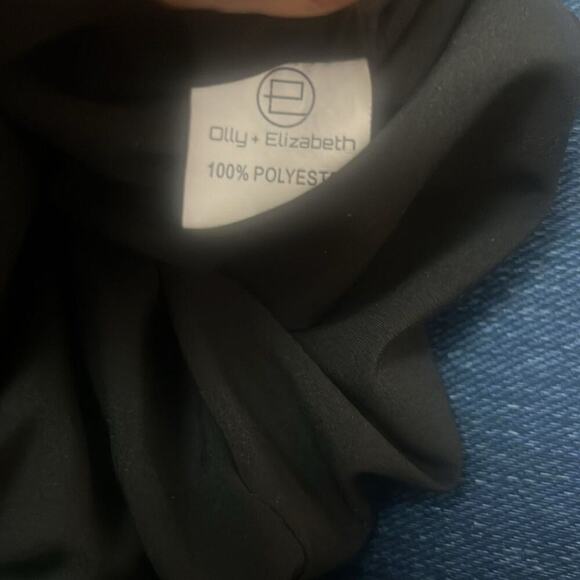 Olly + Elizabeth
100% POLYEST